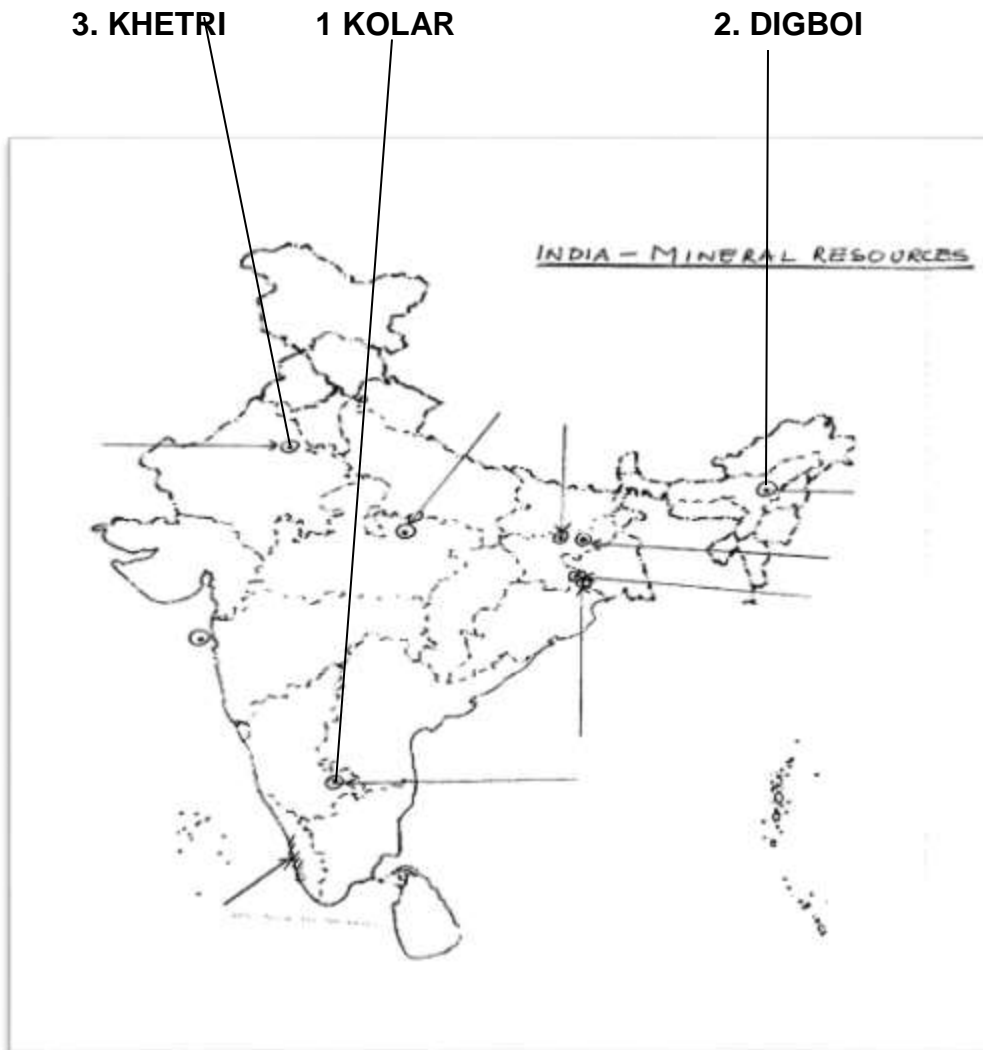 3. KHETRI 1 KOLAR 2. DIGBOI
INDIA – MINERAL RESOURCES